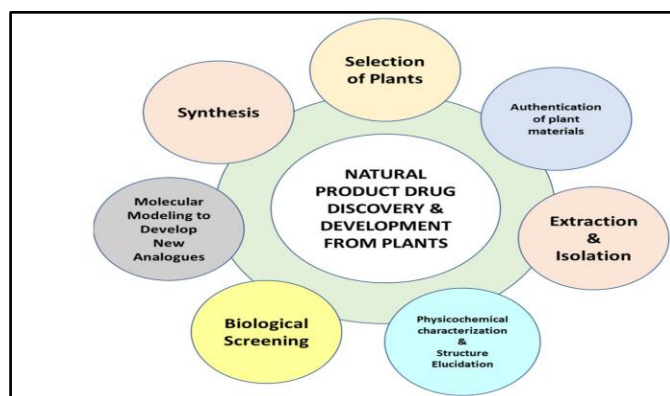 Selection
of Plants
Authentication
of plant
materials
Extraction
&
Isolation
Physicochemical
characterization
&
Structure
Elucidation
Biological
Screening
Molecular
Modeling to
Develop
New
Analogues
Synthesis
NATURAL
PRODUCT DRUG
DISCOVERY &
DEVELOPMENT
FROM PLANTS